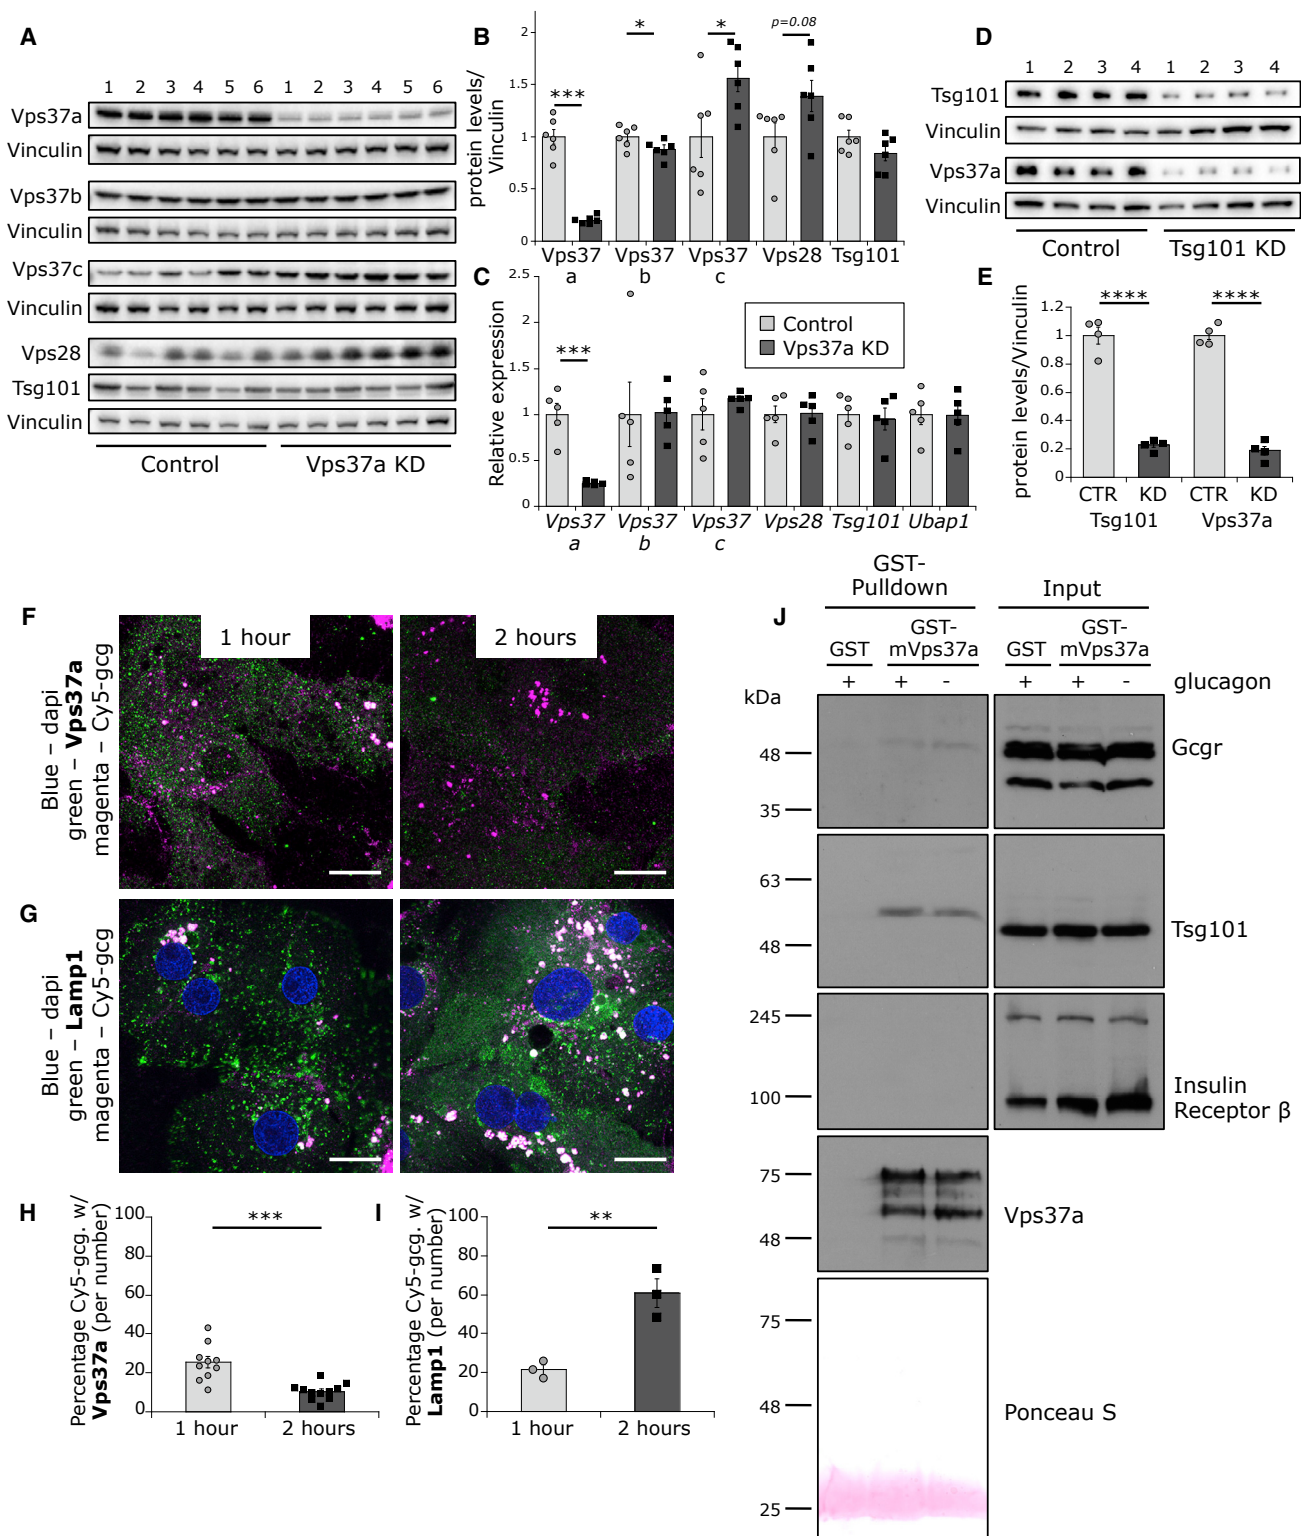 A
1 2 3 4 5 6 1 2 3 4 5 6
Vps37a
Vinculin
Vps37b
Vinculin
Vps37c
Vinculin
Vps28
Tsg101
Vinculin
Control Vps37a KD
B
protein levels/
Vinculin
2
1.5
1
0.5
0
***
*
*
p=0.08
Vps37 Vps37 Vps37 Vps28 Tsg101
a b c
C
Relative expression
2.5
2
1.5
1
0.5
0
***
Control
Vps37a KD
Vps37 Vps37 Vps37 Vps28 Tsg101 Ubap1
a b c
D
1 2 3 4 1 2 3 4
Tsg101
Vinculin
Vps37a
Vinculin
Control Tsg101 KD
E
protein levels/Vinculin
1.2
1
0.8
0.6
0.4
0.2
0
**** ****
CTR KD CTR KD
Tsg101 Vps37a
F
1 hour 2 hours
Blue – dapi
green – Vps37a
magenta – Cy5-gcg
G
Blue – dapi
green – Lamp1
magenta – Cy5-gcg
H
Percentage Cy5-gcg. w/
Vps37a (per number)
100
80
60
40
20
0
***
1 hour 2 hours
I
Percentage Cy5-gcg. w/
Lamp1 (per number)
100
80
60
40
20
0
**
1 hour 2 hours
J
GST-
Pulldown Input
GST GST-
mVps37a GST GST-
mVps37a
kDa + + - + + - glucagon
48
35
Gcgr
63
48
Tsg101
245
100
Insulin
Receptor β
75
48
Vps37a
75
48
25
Ponceau S